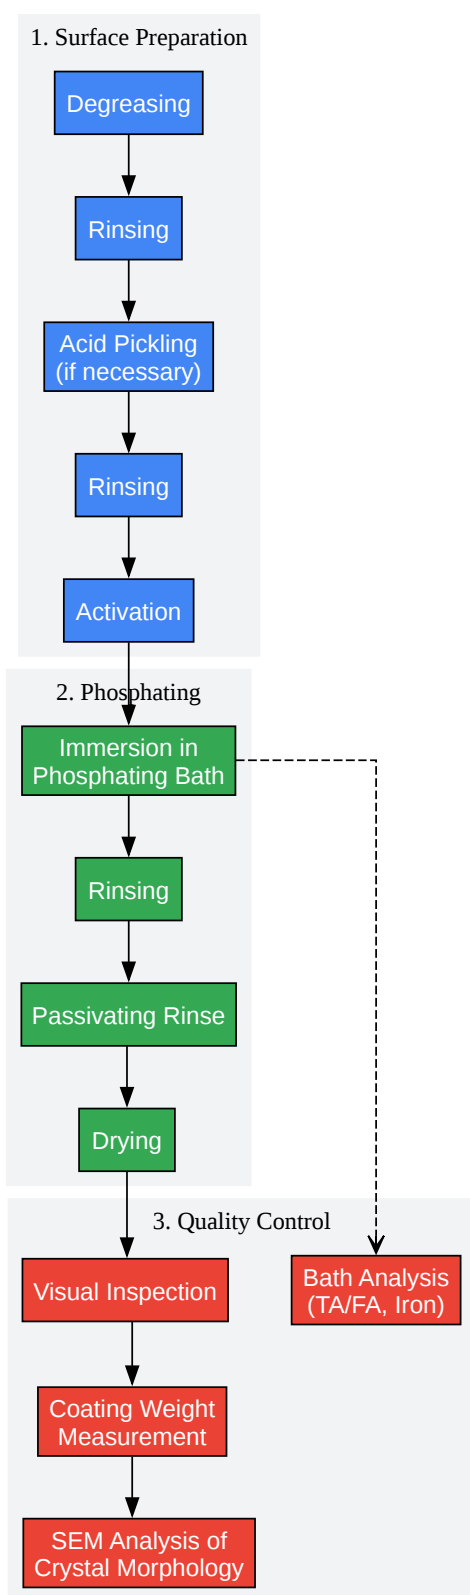 1. Surface Preparation
Degreasing
Rinsing
Acid Pickling
(if necessary)
Rinsing
Activation
2. Phosphating
Immersion in
Phosphating Bath
Rinsing
Passivating Rinse
Drying
3. Quality Control
Visual Inspection
Bath Analysis
(TA/FA, Iron)
Coating Weight
Measurement
SEM Analysis of
Crystal Morphology